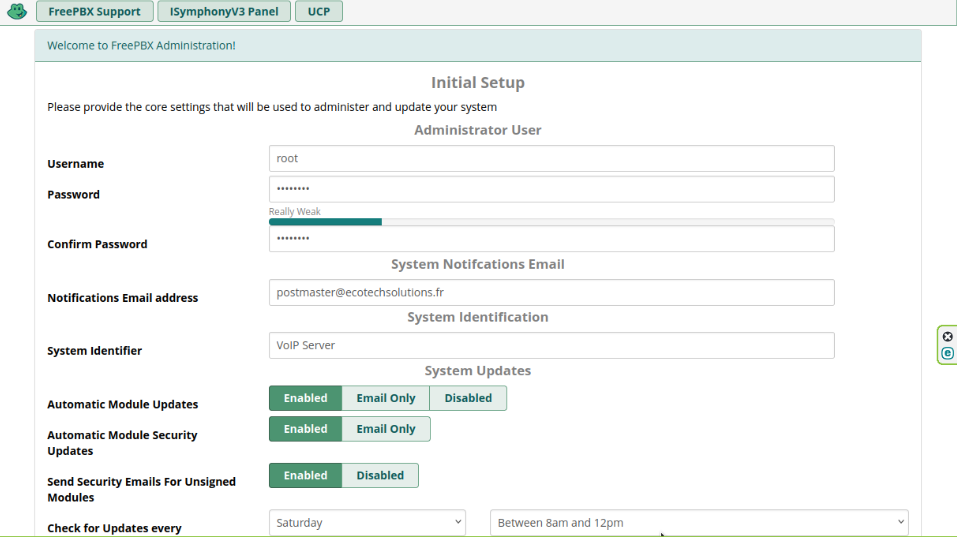 FreePBX Support ISymphonyV3 Panel UCP
Welcome to FreePBX Administration!
Initial Setup
Please provide the core settings that will be used to administer and update your system
Administrator User
Username root
Password ••••••••
Really Weak
Confirm Password ••••••••
System Notifcations Email
Notifications Email address postmaster@ecotechsolutions.fr
System Identification
System Identifier VoIP Server
System Updates
Automatic Module Updates Enabled Email Only Disabled
Automatic Module Security Enabled Email Only
Updates
Send Security Emails For Unsigned Enabled Disabled
Modules
Check for Updates every Saturday Between 8am and 12pm